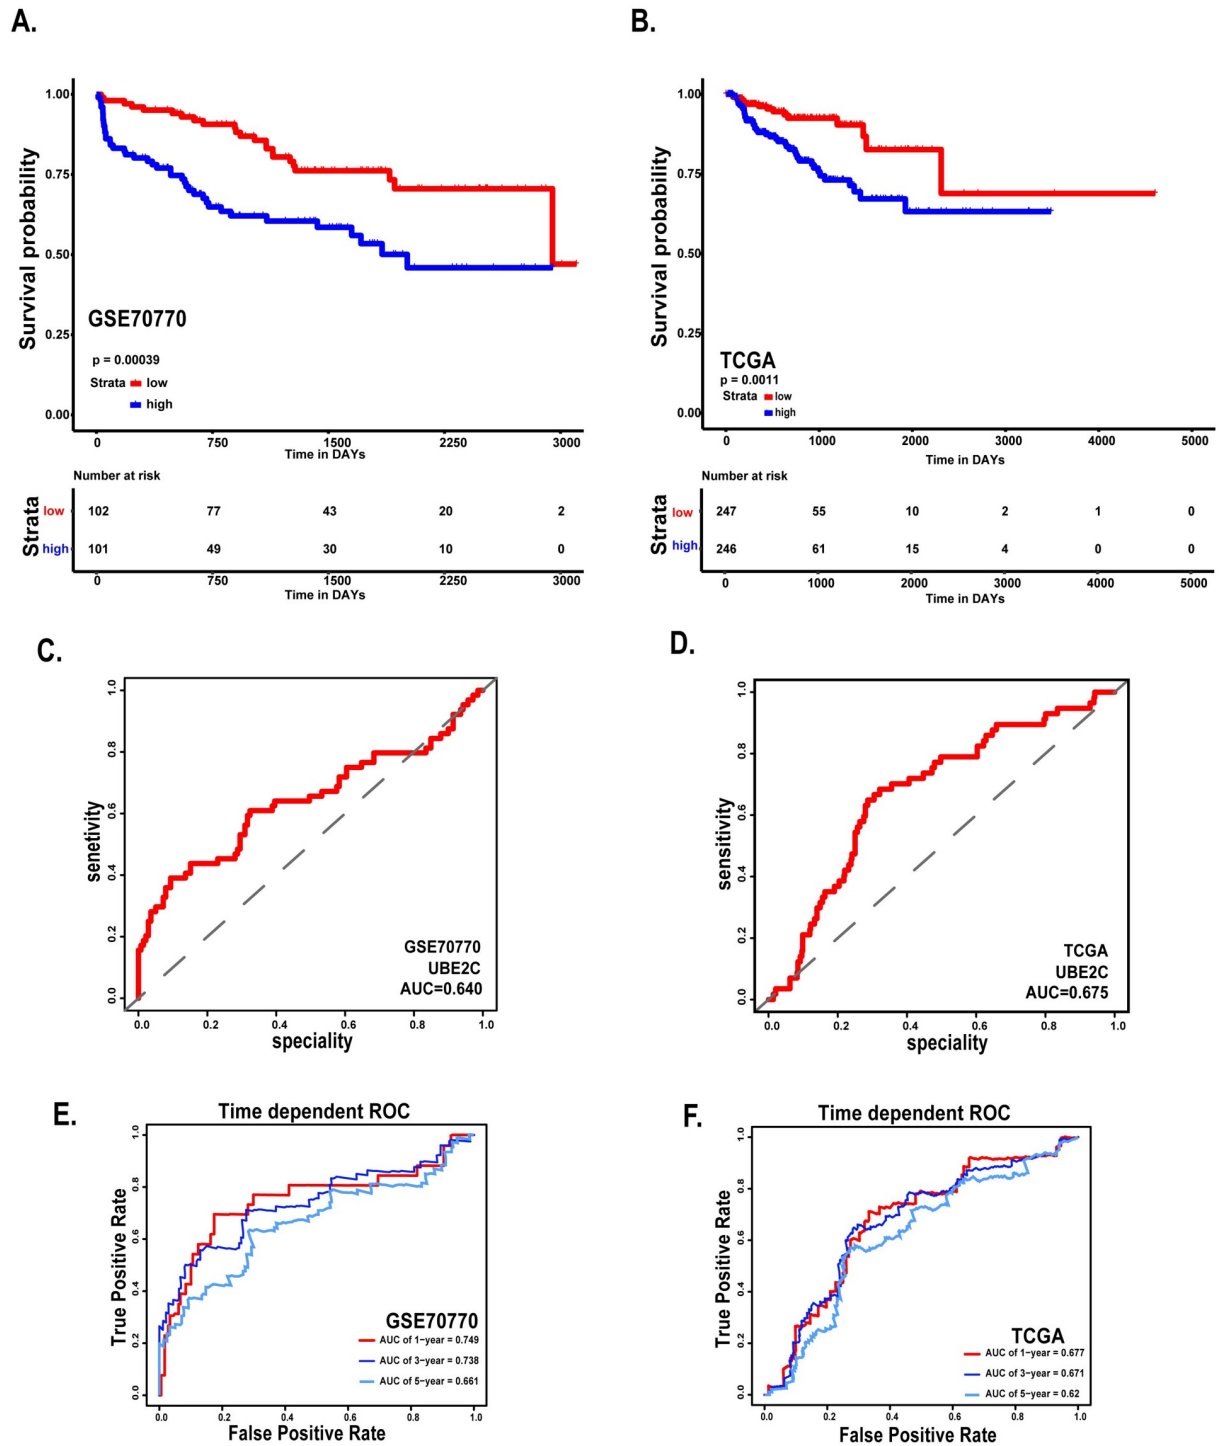 A.
1.00
0.75
0.50
0.25
0.00
Survival probability
GSE70770
p = 0.00039
Strata low
high
0 750 1500 2250 3000
Time in DAYs
Number at risk
Strata
low 102 77 43 20 2
high 101 49 30 10 0
0 750 1500 2250 3000
Time in DAYs
B.
1.00
0.75
0.50
0.25
0.00
Survival probability
TCGA
p = 0.0011
Strata low
high
0 1000 2000 3000 4000 5000
Time in DAYs
Number at risk
Strata
low 247 55 10 2 1 0
high 246 61 15 4 0 0
0 1000 2000 3000 4000 5000
Time in DAYs
C.
1.0
0.8
0.6
0.4
0.2
0.0
senetivity
GSE70770
UBE2C
AUC=0.640
0.0 0.2 0.4 0.6 0.8 1.0
speciality
D.
1.0
0.8
0.6
0.4
0.2
0.0
sensitivity
TCGA
UBE2C
AUC=0.675
0.0 0.2 0.4 0.6 0.8 1.0
speciality
E.
Time dependent ROC
1.0
0.8
0.6
0.4
0.2
0.0
True Positive Rate
GSE70770
AUC of 1-year = 0.749
AUC of 3-year = 0.738
AUC of 5-year = 0.661
0.0 0.2 0.4 0.6 0.8 1.0
False Positive Rate
F.
Time dependent ROC
1.0
0.8
0.6
0.4
0.2
0.0
True Positive Rate
TCGA
AUC of 1-year = 0.677
AUC of 3-year = 0.671
AUC of 5-year = 0.62
0.0 0.2 0.4 0.6 0.8 1.0
False Positive Rate